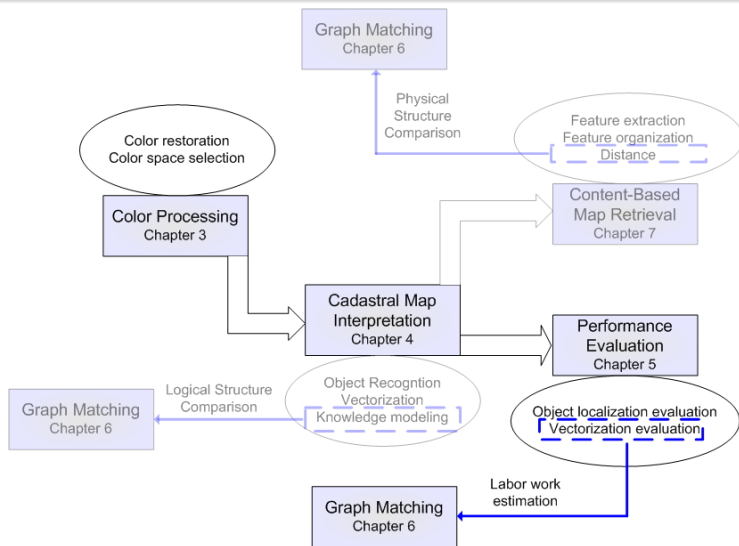 Graph Matching
Chapter 6
Physical
Structure
Comparison
Feature extraction
Feature organization
Distance
Color restoration
Color space selection
Color Processing
Chapter 3
Content-Based
Map Retrieval
Chapter 7
Cadastral Map
Interpretation
Chapter 4
Performance
Evaluation
Chapter 5
Logical Structure
Comparison
Object Recogntion
Vectorization
Knowledge modeling
Graph Matching
Chapter 6
Object localization evaluation
Vectorization evaluation
Labor work
estimation
Graph Matching
Chapter 6